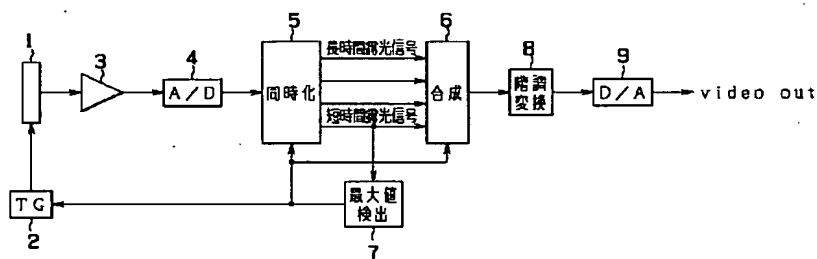 1
3
4
A/D
5
同時化
長時間露光信号
短時間露光信号
6
合成
8
階調
変換
9
D/A
video out
TG
2
最大値
検出
7